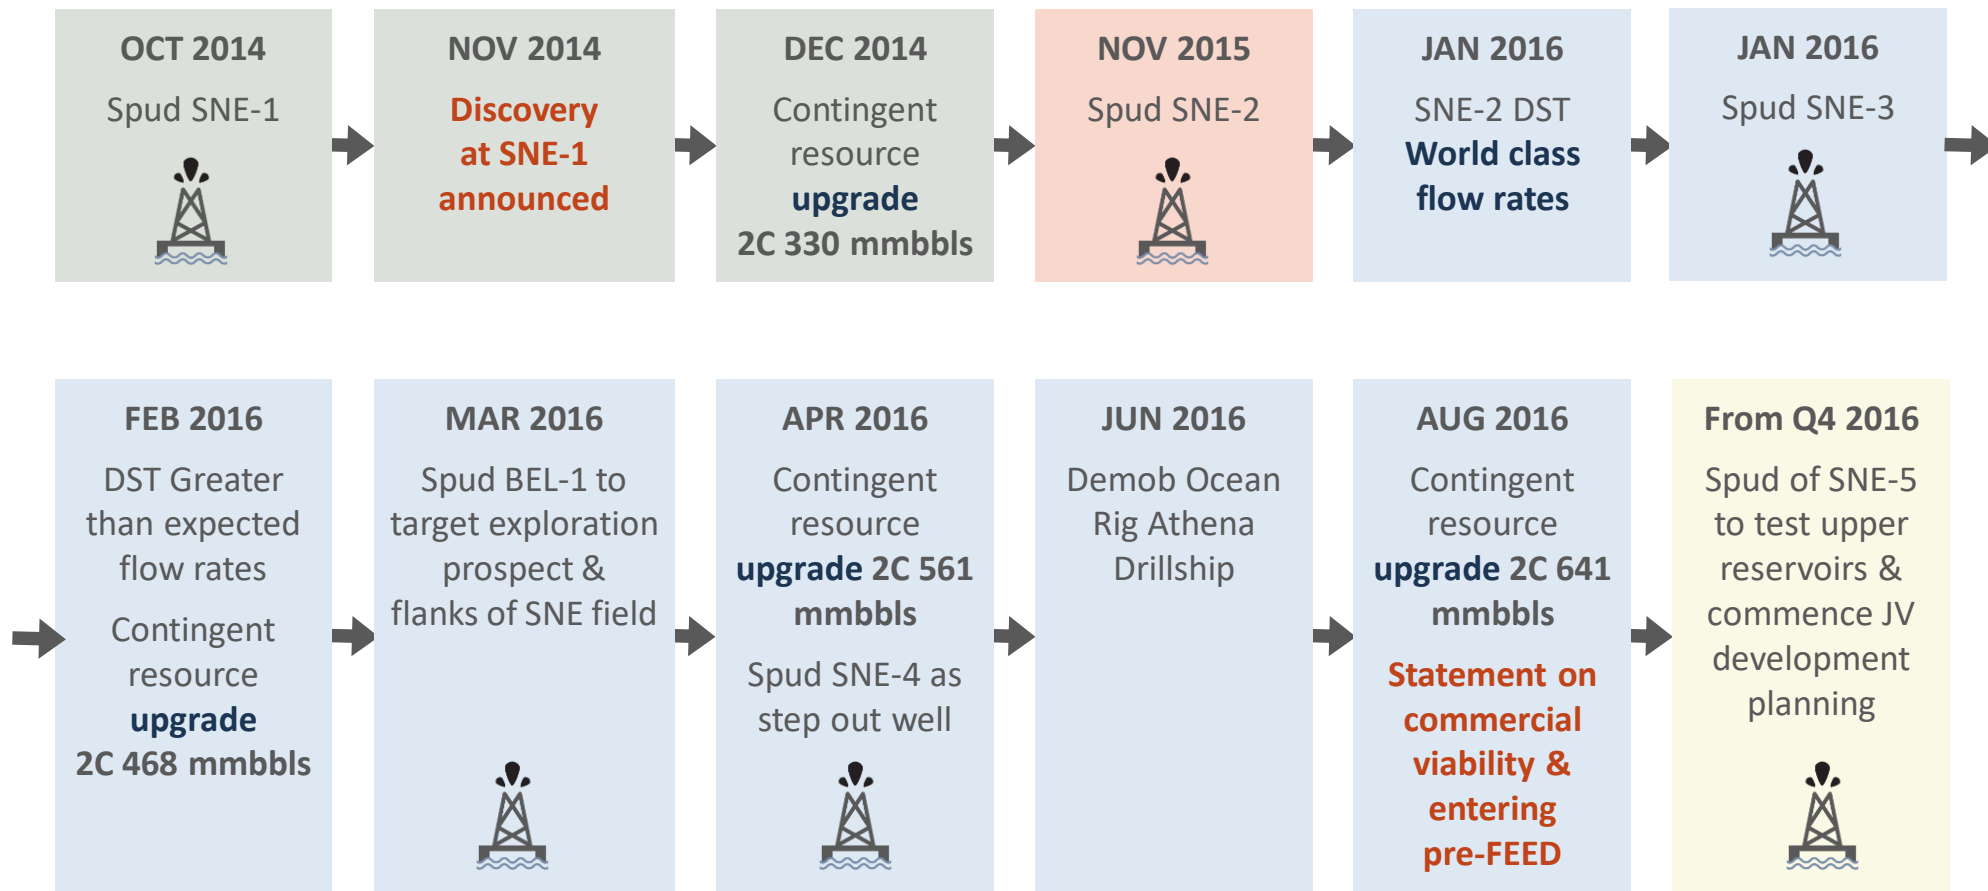 OCT 2014
Spud SNE-1
NOV 2014
Discovery
at SNE-1
announced
DEC 2014
Contingent
resource
upgrade
2C 330 mmbbls
NOV 2015
Spud SNE-2
JAN 2016
SNE-2 DST
World class
flow rates
JAN 2016
Spud SNE-3
FEB 2016
DST Greater
than expected
flow rates
Contingent
resource
upgrade
2C 468 mmbbls
MAR 2016
Spud BEL-1 to
target exploration
prospect &
flanks of SNE field
APR 2016
Contingent
resource
upgrade 2C 561
mmbbls
Spud SNE-4 as
step out well
JUN 2016
Demob Ocean
Rig Athena
Drillship
AUG 2016
Contingent
resource
upgrade 2C 641
mmbbls
Statement on
commercial
viability &
entering
pre-FEED
From Q4 2016
Spud of SNE-5
to test upper
reservoirs &
commence JV
development
planning